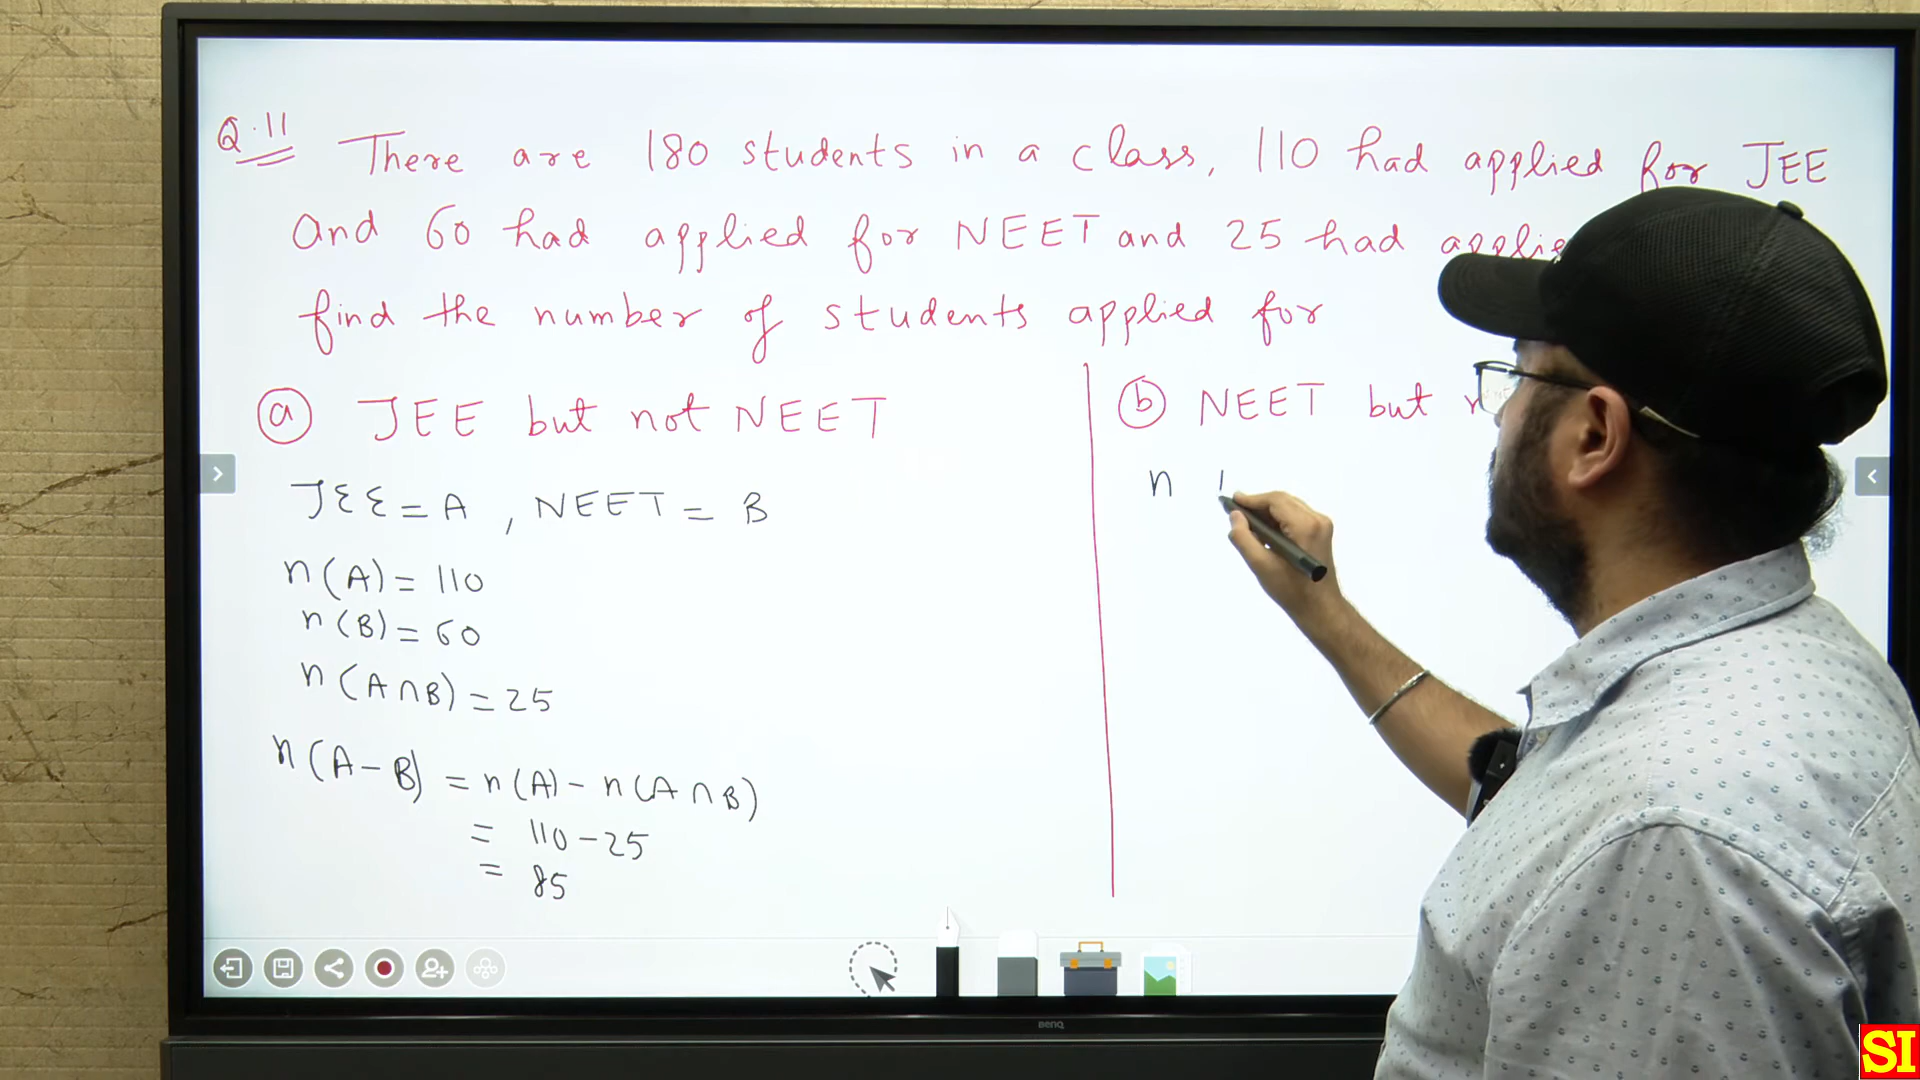 Q.11 There are 180 students in a class, 110 had applied for JEE
and 60 had applied for NEET and 25 had
find the number of students applied for
(a) JEE but not NEET
JEE = A , NEET = B
n(A) = 110
n(B) = 60
n(A∩B) = 25
n(A-B) = n(A) - n(A∩B)
= 110-25
= 85
(b) NEET but
n
BENQ
SI